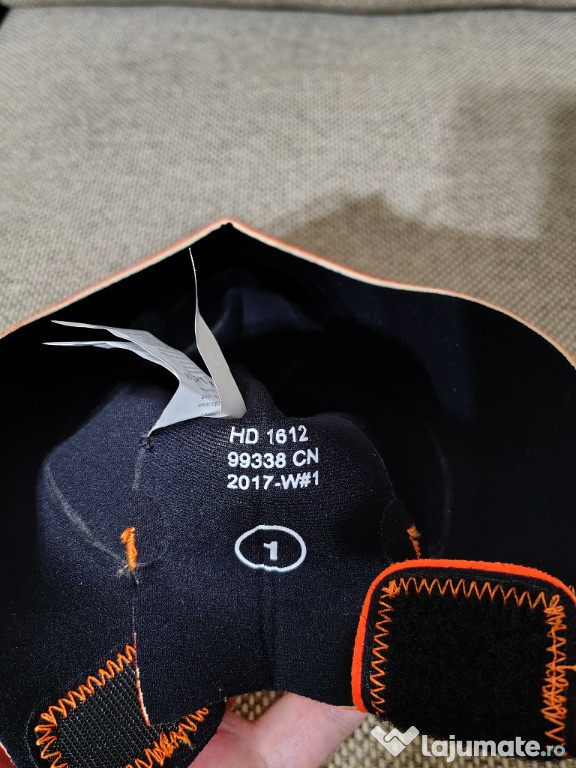 HD 1612
99338 CN
2017-W#1
1
lajumate.ro